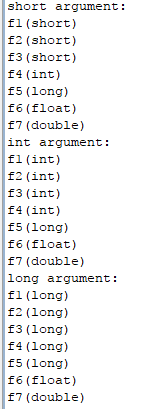 short argument:
f1(short)
f2(short)
f3(short)
f4(int)
f5(long)
f6(float)
f7(double)
int argument:
f1(int)
f2(int)
f3(int)
f4(int)
f5(long)
f6(float)
f7(double)
long argument:
f1(long)
f2(long)
f3(long)
f4(long)
f5(long)
f6(float)
f7(double)